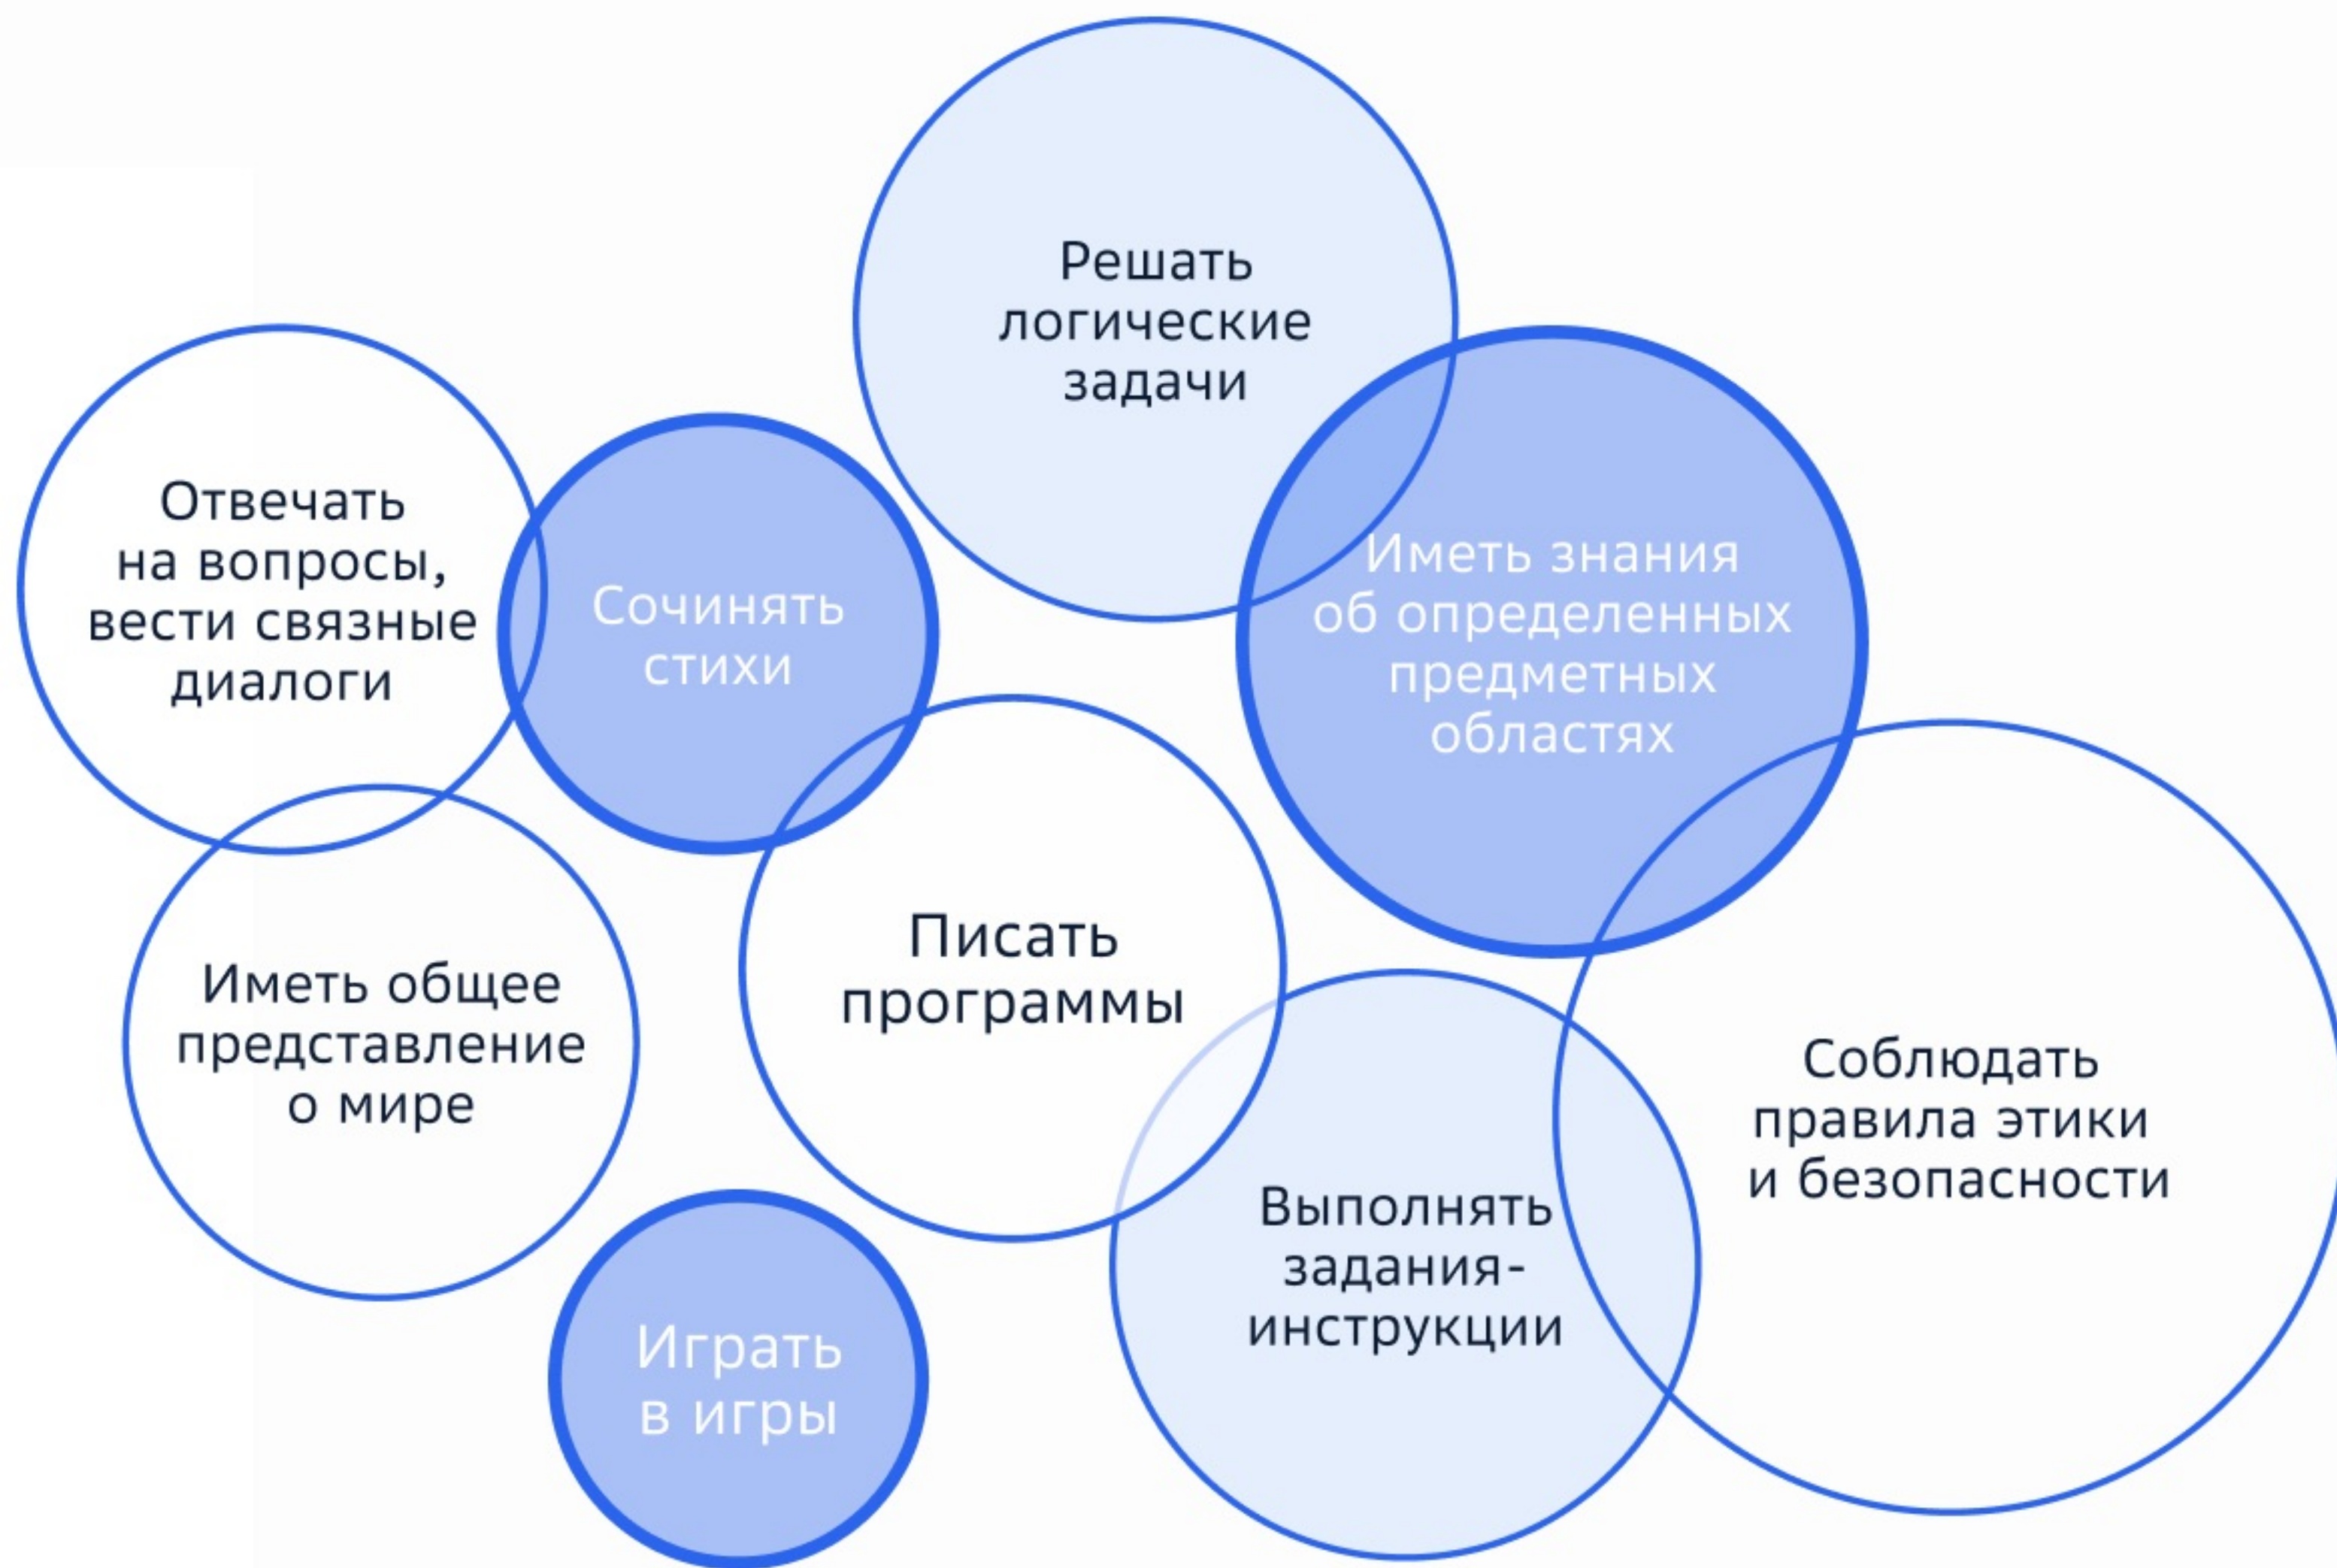 Решать
логические
задачи
Отвечать
на вопросы,
вести связные
диалоги
Сочинять
стихи
Иметь знания
об определенных
предметных
областях
Писать
программы
Иметь общее
представление
о мире
Соблюдать
правила этики
и безопасности
Выполнять
задания-
инструкции
Играть
в игры